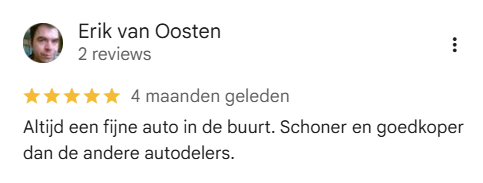 Erik van Oosten
2 reviews
4 maanden geleden
Altijd een fijne auto in de buurt. Schoner en goedkoper
dan de andere autodelers.